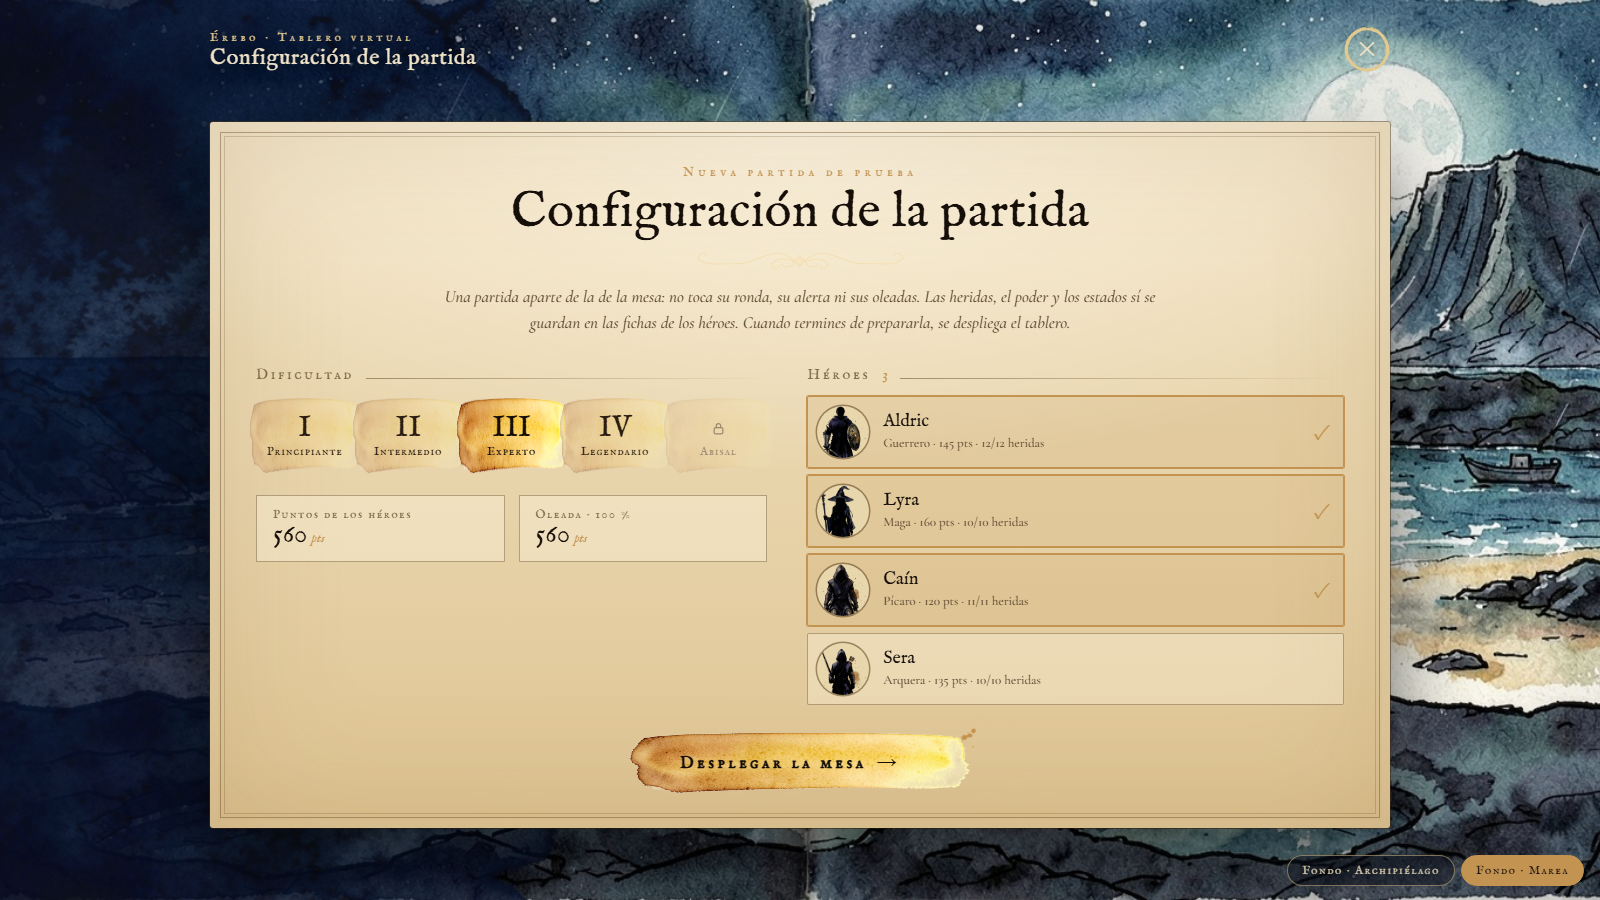 Érebo · Tablero virtual
Configuración de la partida
Nueva partida de prueba
Configuración de la partida
Una partida aparte de la de la mesa: no toca su ronda, su alerta ni sus oleadas. Las heridas, el poder y los estados sí se
guardan en las fichas de los héroes. Cuando termines de prepararla, se despliega el tablero.
Dificultad
I
Principiante
II
Intermedio
III
Experto
IV
Legendario
Abisal
Puntos de los héroes
560 pts
Oleada · 100 %
560 pts
Héroes 3
Aldric
Guerrero · 145 pts · 12/12 heridas
Lyra
Maga · 160 pts · 10/10 heridas
Caín
Pícaro · 120 pts · 11/11 heridas
Sera
Arquera · 135 pts · 10/10 heridas
Desplegar la mesa →
Fondo · Archipiélago
Fondo · Marea